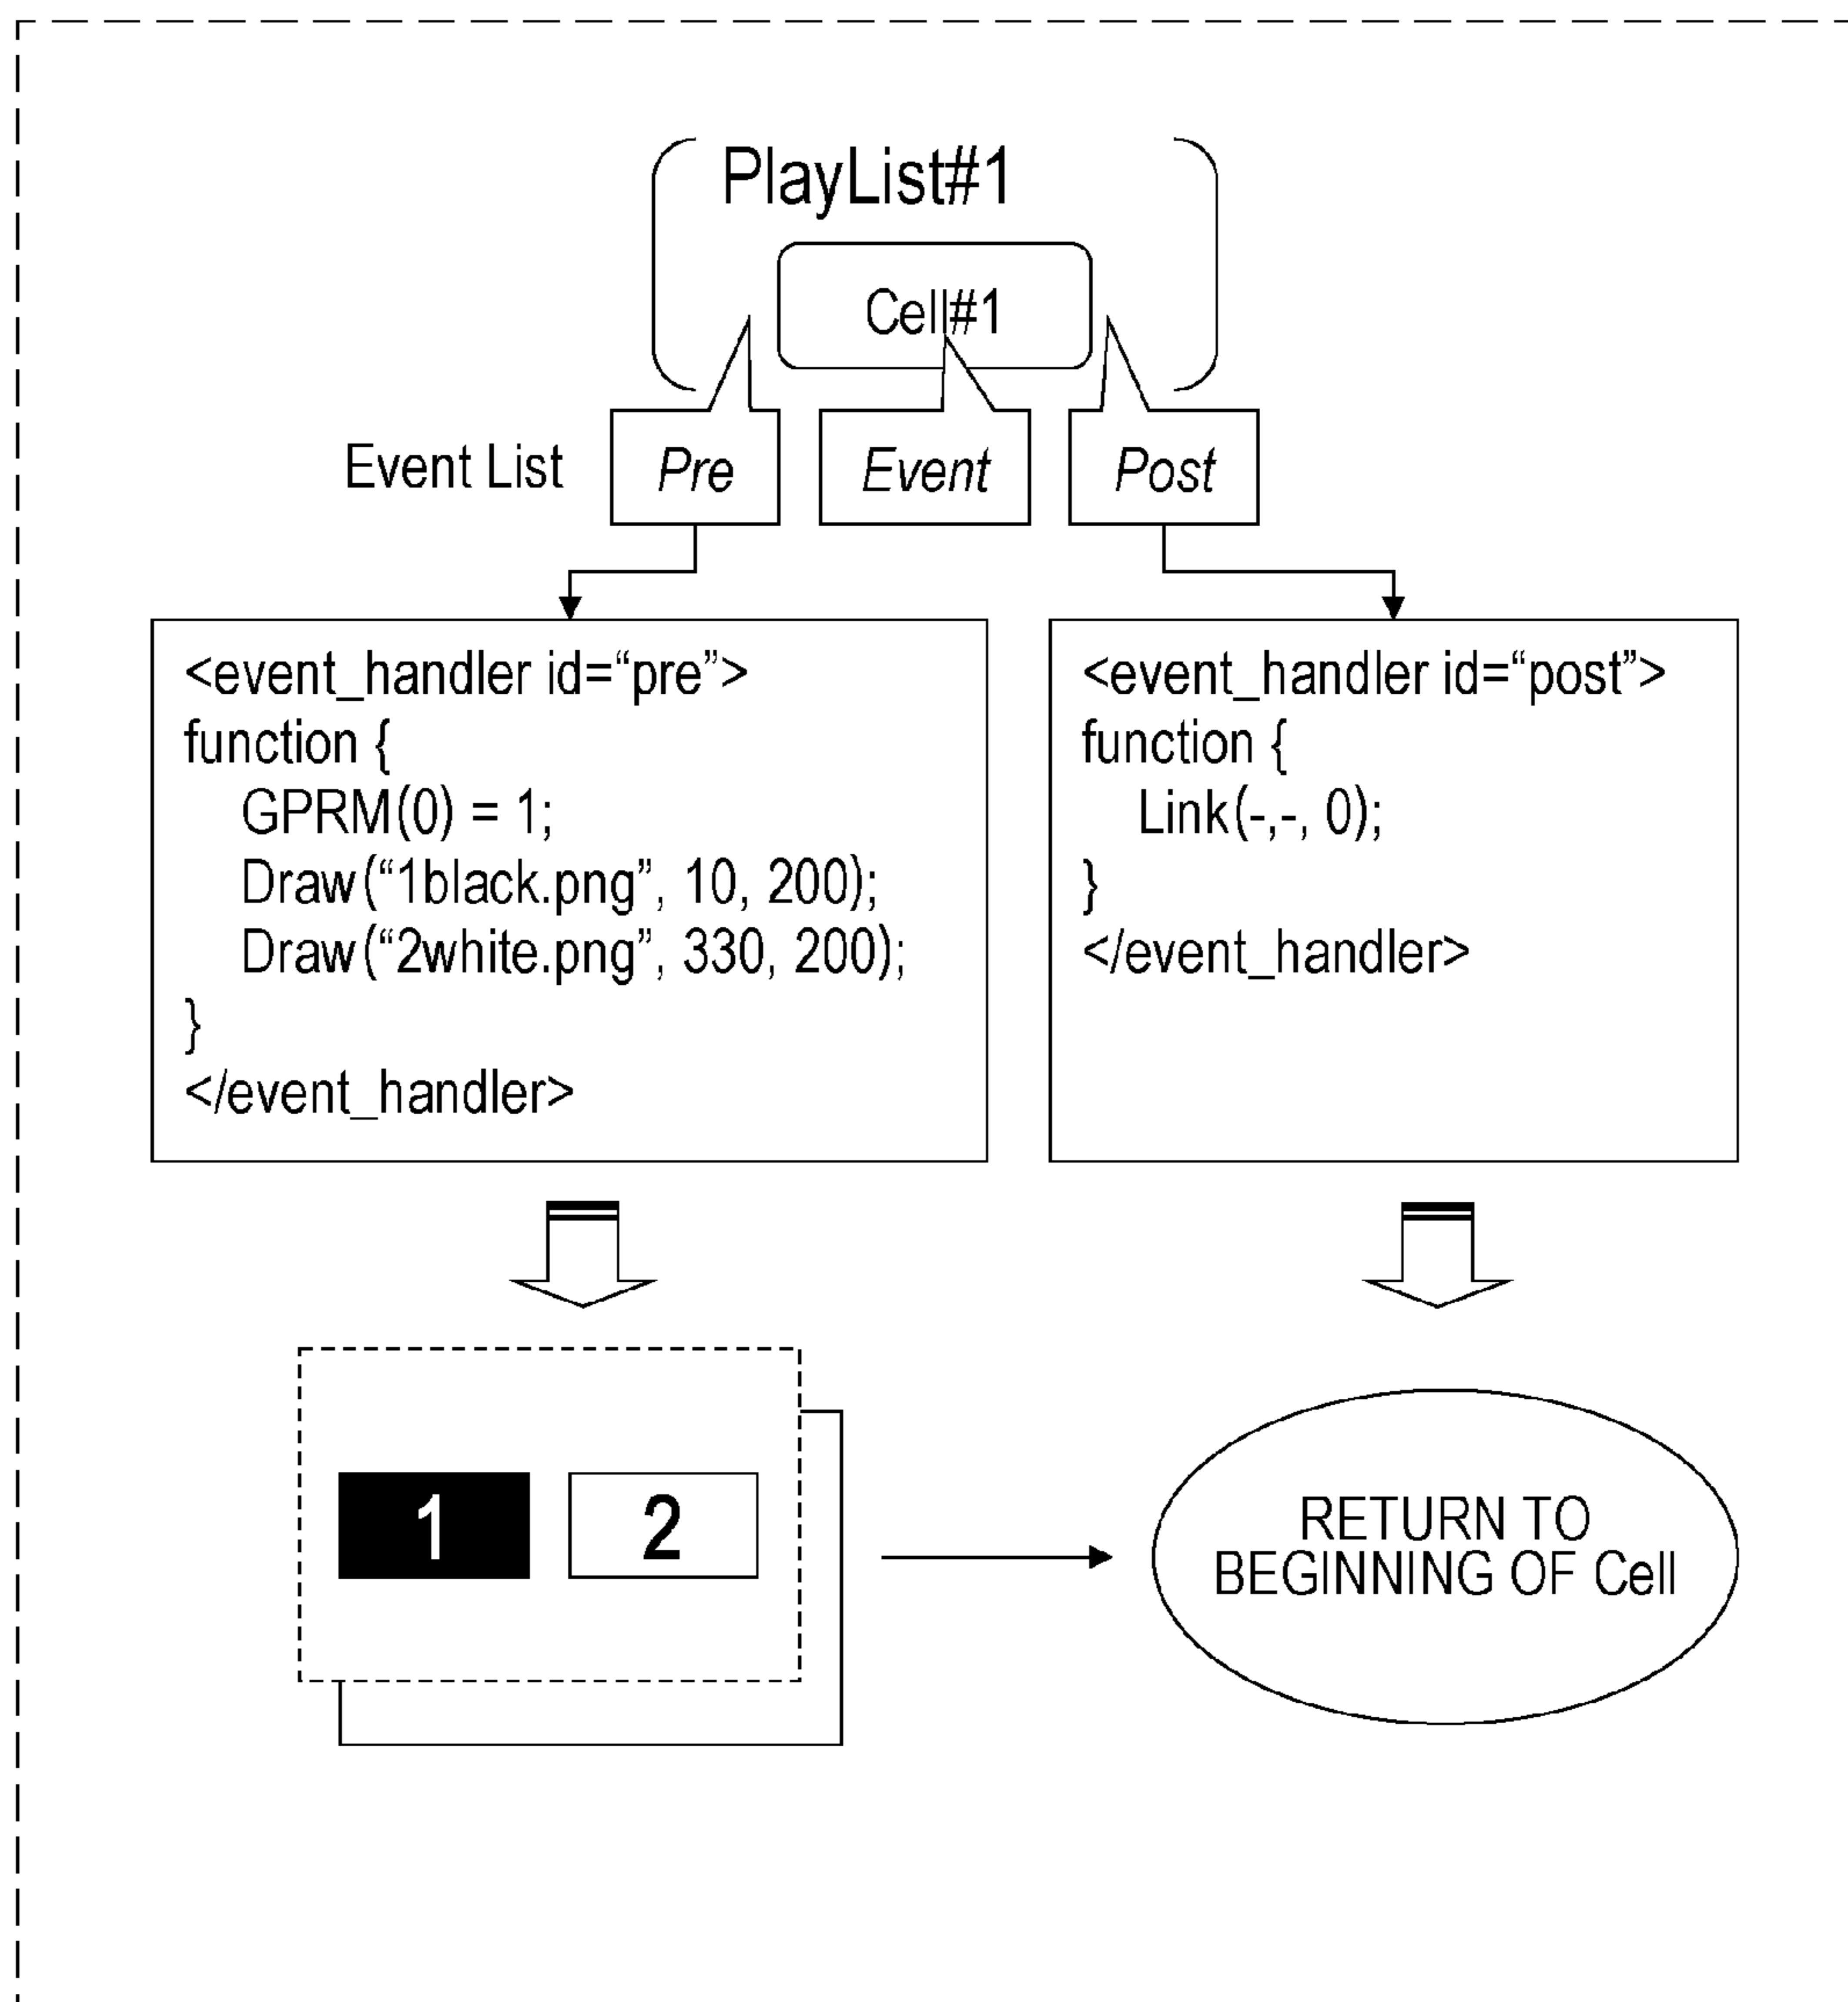 PlayList#1
Cell#1
Event List
Pre
Event
Post
<event_handler id=“pre”>
function {
GPRM(0) = 1;
Draw(“1black.png”, 10, 200);
Draw(“2white.png”, 330, 200);
}
</event_handler>
<event_handler id=“post”>
function {
Link(-,-, 0);
}
</event_handler>
1
2
RETURN TO
BEGINNING OF Cell